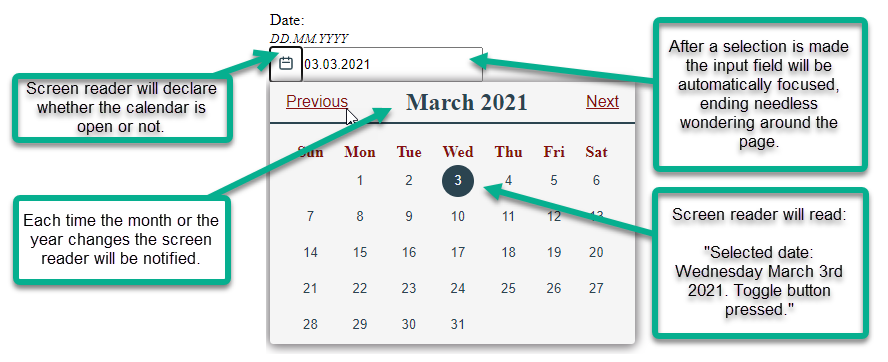 Date:
DD.MM.YYYY
03.03.2021
Screen reader will declare
whether the calendar is
open or not.
After a selection is made
the input field will be
automatically focused,
ending needless
wondering around the
page.
Previous March 2021 Next
Sun Mon Tue Wed Thu Fri Sat
1 2 3 4 5 6
7 8 9 10 11 12 13
14 15 16 17 18 19 20
21 22 23 24 25 26 27
28 29 30 31
Each time the month or the
year changes the screen
reader will be notified.
Screen reader will read:
"Selected date:
Wednesday March 3rd
2021. Toggle button
pressed."